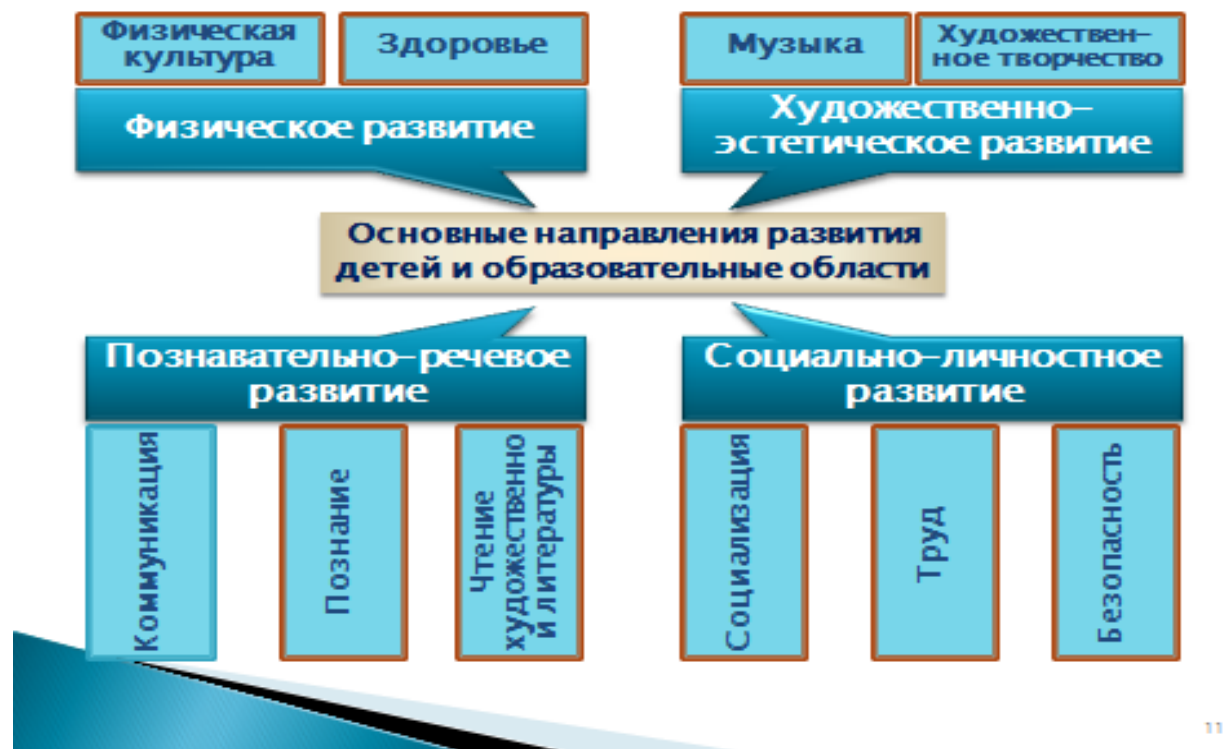 Физическая
культура
Здоровье
Музыка
Художествен-
ное творчество
Физическое развитие
Художественно-
эстетическое развитие
Основные направления развития
детей и образовательные области
Познавательно-речевое
развитие
Социально-личностное
развитие
Коммуникация
Познание
Чтение
художественно
и литературы
Социализация
Труд
Безопасность
11